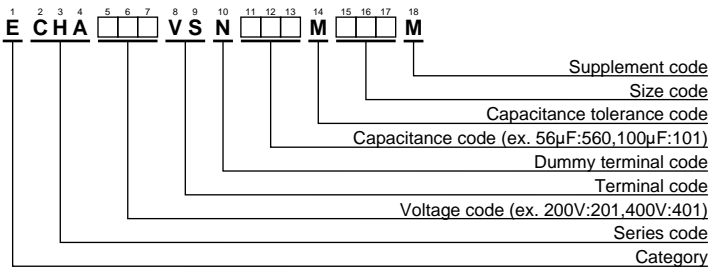 1 2 3 4 5 6 7 8 9 10 11 12 13 14 15 16 17 18
E CHA □□□ VS N □□□ M □□□ M
Supplement code
Size code
Capacitance tolerance code
Capacitance code (ex. 56μF:560,100μF:101)
Dummy terminal code
Terminal code
Voltage code (ex. 200V:201,400V:401)
Series code
Category